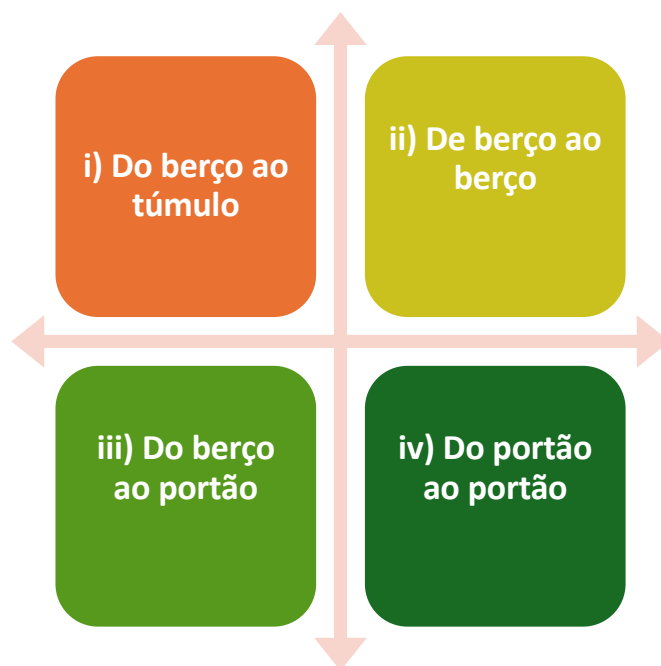 i) Do berço ao
túmulo
ii) De berço ao
berço
iii) Do berço
ao portão
iv) Do portão
ao portão